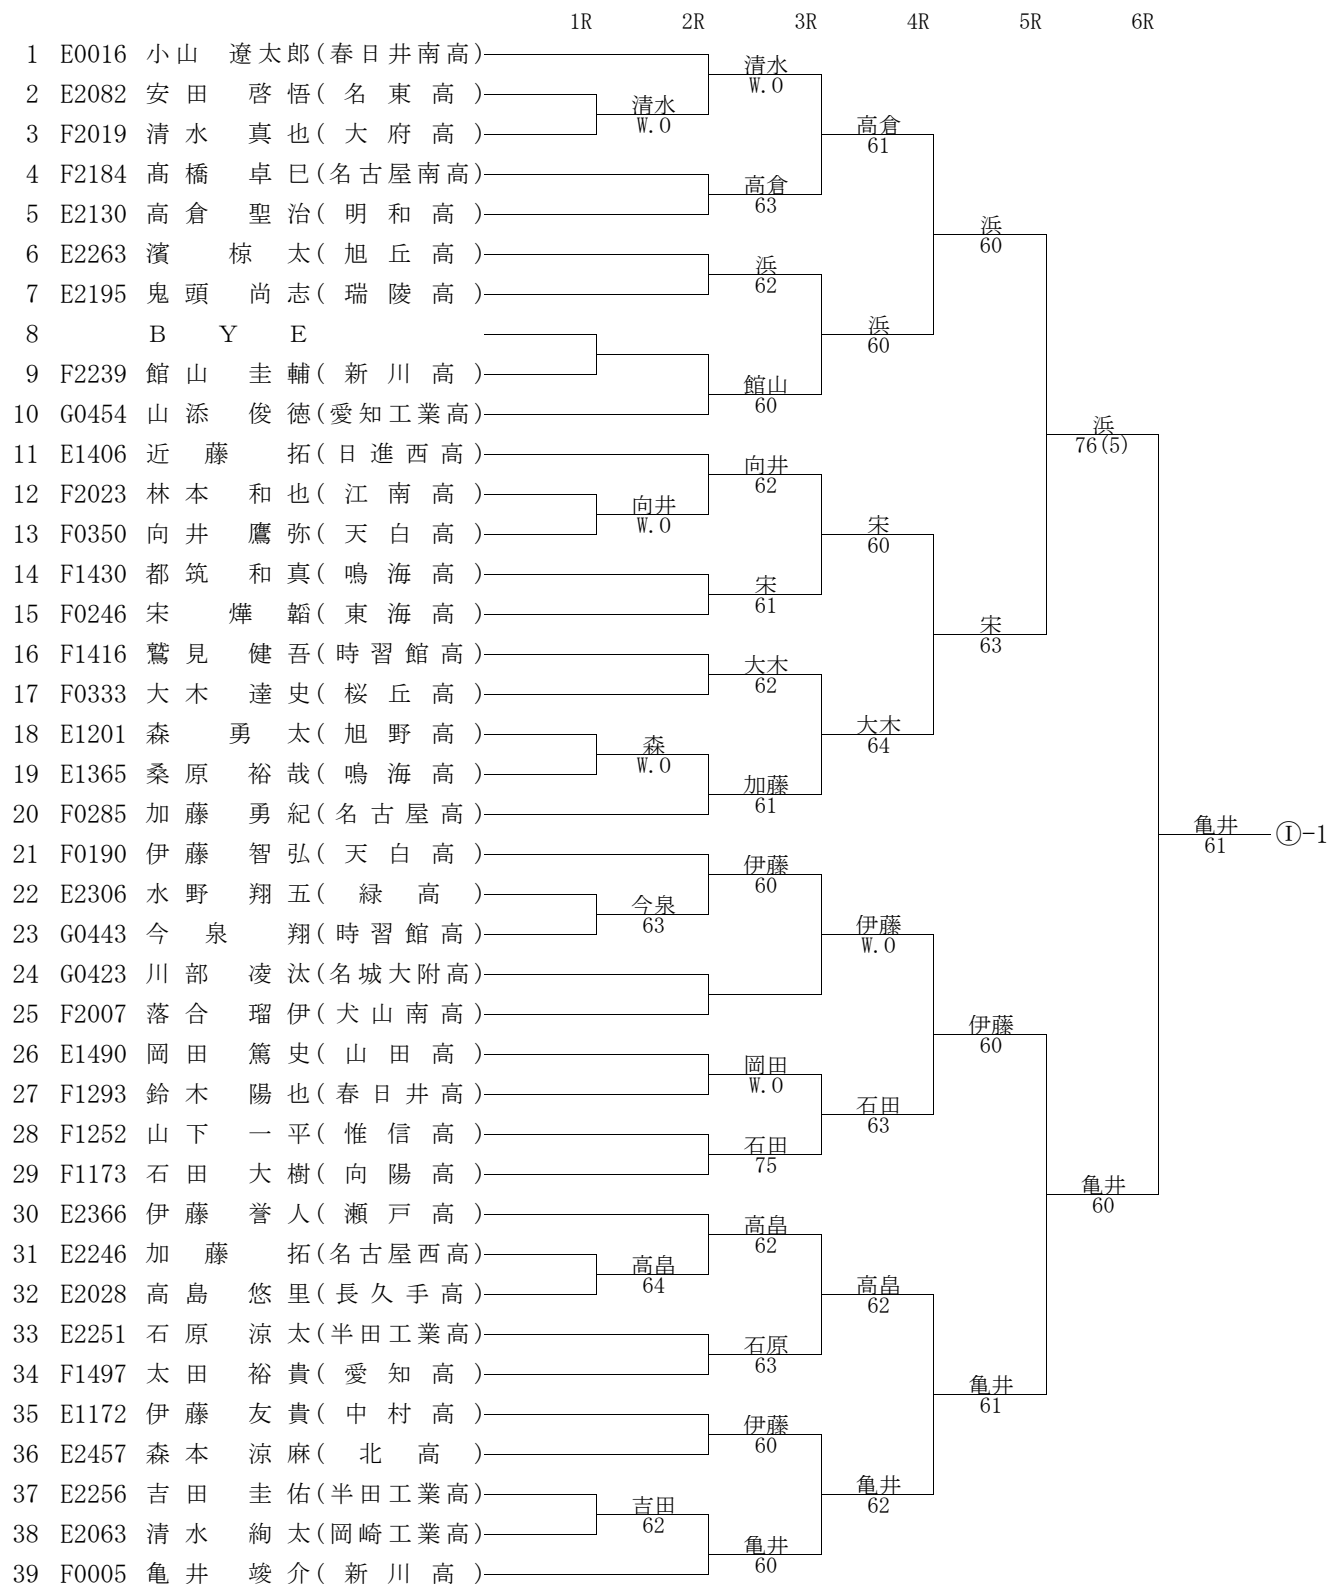 1R 2R 3R 4R 5R 6R
1 E0016 小山 遼太郎(春日井南高)
清水
W.O
2 E2082 安田 啓悟(名東高)
清水
W.O
3 F2019 清水 真也(大府高)
高倉
61
4 F2184 髙橋 卓巳(名古屋南高)
高倉
63
5 E2130 高倉 聖治(明和高)
浜
60
6 E2263 濱 椋太(旭丘高)
浜
62
7 E2195 鬼頭 尚志(瑞陵高)
浜
60
8 BYE
9 F2239 館山 圭輔(新川高)
館山
60
10 G0454 山添 俊徳(愛知工業高)
浜
76(5)
11 E1406 近藤 拓(日進西高)
向井
62
12 F2023 林本 和也(江南高)
向井
W.O
13 F0350 向井 鷹弥(天白高)
宋
60
14 F1430 都筑 和真(鳴海高)
宋
61
15 F0246 宋 燁韜(東海高)
宋
63
16 F1416 鷲見 健吾(時習館高)
大木
62
17 F0333 大木 達史(桜丘高)
大木
64
18 E1201 森 勇太(旭野高)
森
W.O
19 E1365 桑原 裕哉(鳴海高)
加藤
61
20 F0285 加藤 勇紀(名古屋高)
亀井
61
Ⓘ-1
21 F0190 伊藤 智弘(天白高)
伊藤
60
22 E2306 水野 翔五(緑高)
今泉
63
23 G0443 今泉 翔(時習館高)
伊藤
W.O
24 G0423 川部 凌汰(名城大附高)
25 F2007 落合 瑠伊(犬山南高)
伊藤
60
26 E1490 岡田 篤史(山田高)
岡田
W.O
27 F1293 鈴木 陽也(春日井高)
石田
63
28 F1252 山下 一平(惟信高)
石田
75
29 F1173 石田 大樹(向陽高)
亀井
60
30 E2366 伊藤 誉人(瀬戸高)
高畠
62
31 E2246 加藤 拓(名古屋西高)
高畠
64
32 E2028 高島 悠里(長久手高)
高畠
62
33 E2251 石原 涼太(半田工業高)
石原
63
34 F1497 太田 裕貴(愛知高)
亀井
61
35 E1172 伊藤 友貴(中村高)
伊藤
60
36 E2457 森本 涼麻(北高)
亀井
62
37 E2256 吉田 圭佑(半田工業高)
吉田
62
38 E2063 清水 絢太(岡崎工業高)
亀井
60
39 F0005 亀井 竣介(新川高)